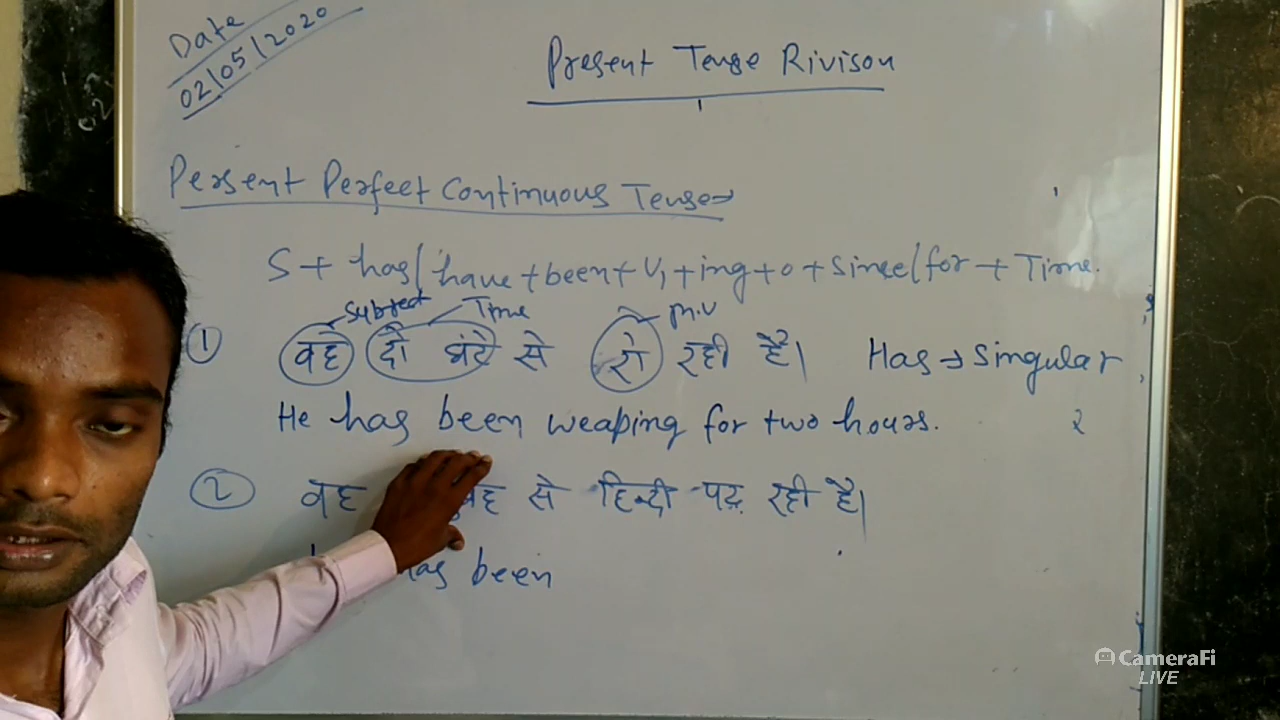 Date
02/05/2020
Present Tense Rivison
Persent Perfect Continuous Tense→
S + has/have+been+V1+ing+o+Since/for + Time.
Subject Time M.V
① वह दो घंटे से रो रही है। Has → Singular
He has been weaping for two hours.
② वह से हिन्दी पढ़ रही है।
has been
CameraFi
LIVE